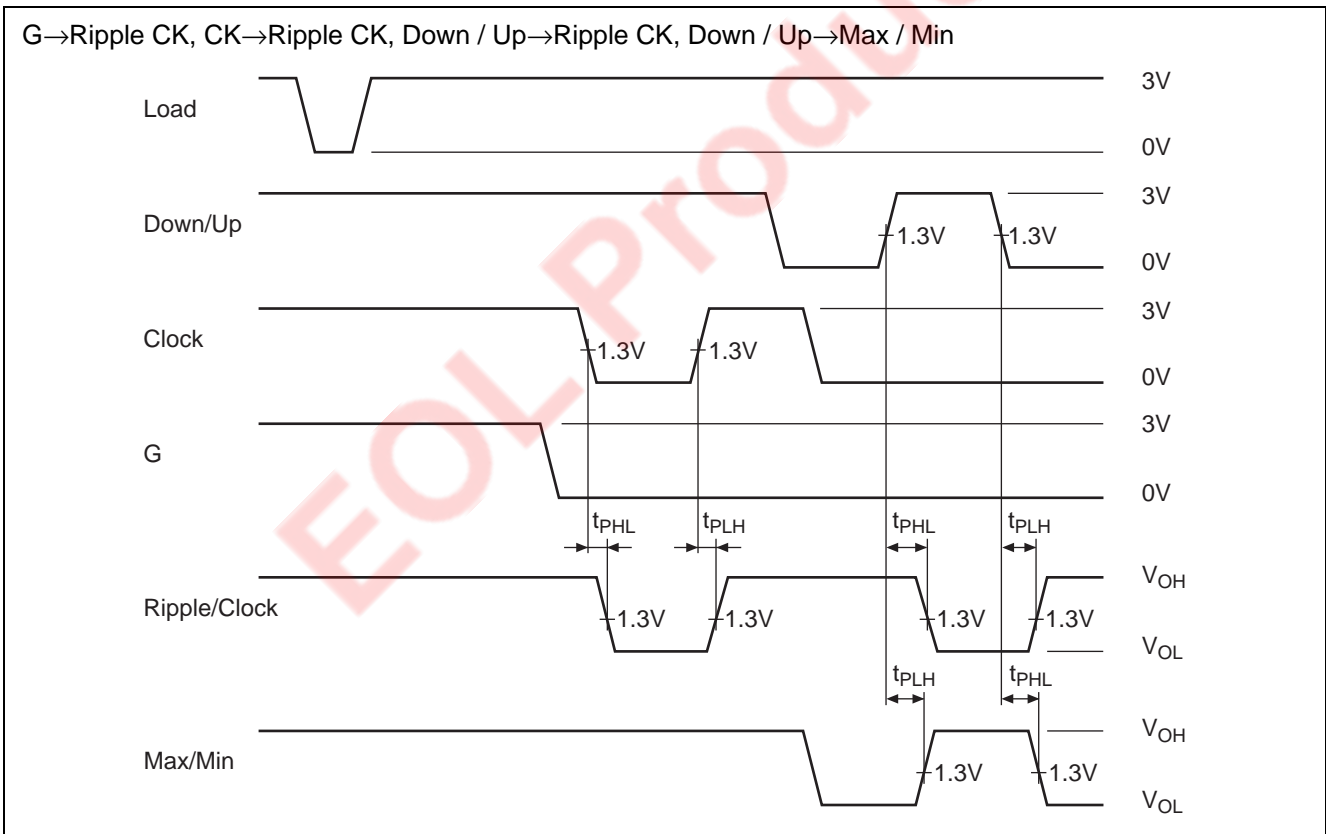 G→Ripple CK, CK→Ripple CK, Down / Up→Ripple CK, Down / Up→Max / Min
Load
3V
0V
Down/Up
1.3V
1.3V
3V
0V
Clock
1.3V
1.3V
3V
0V
G
3V
0V
tPHL
tPLH
tPHL
tPLH
Ripple/Clock
1.3V
1.3V
1.3V
1.3V
VOH
VOL
tPLH
tPHL
Max/Min
1.3V
1.3V
VOH
VOL
EOL Produ